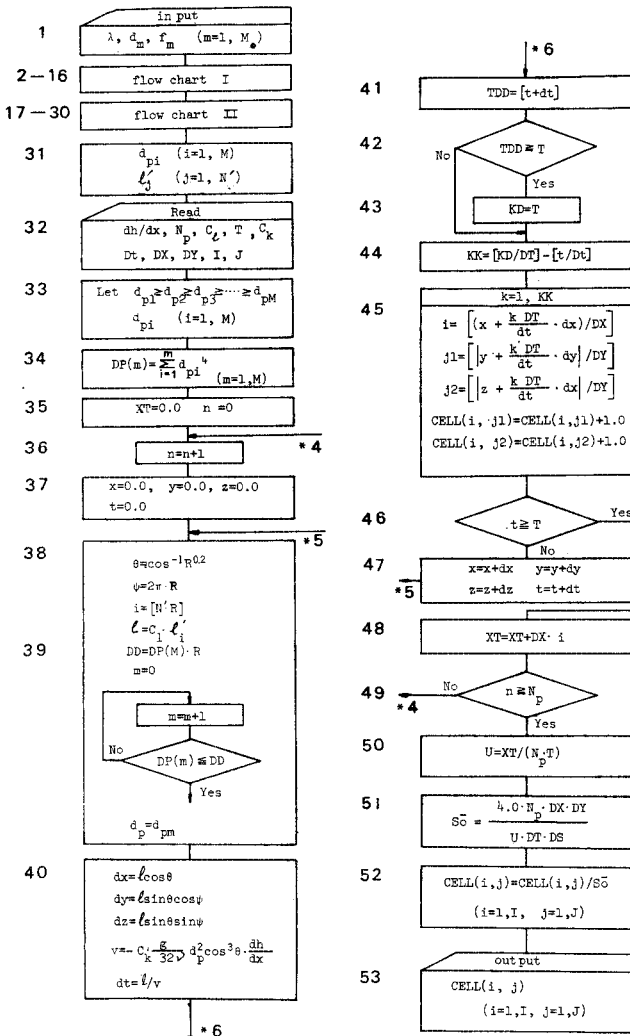 1
input
λ, d_m, f_m (m=1, M_o)
2—16
flow chart I
17—30
flow chart II
31
d_pi (i=1, M)
ℓ'_j (j=1, N')
32
Read
dh/dx, N_p, C_ℓ, T, C_k
Dt, DX, DY, I, J
33
Let d_p1≧d_p2≧d_p3≧····≧d_pM
d_pi (i=1, M)
34
DP(m)=Σ_{i=1}^{m} d_pi^4
(m=1,M)
35
XT=0.0 n=0
*4
36
n=n+1
37
x=0.0, y=0.0, z=0.0
t=0.0
*5
38
θ=cos⁻¹R^0.2
ψ=2π·R
i=[N'R]
ℓ=C_l·ℓ'_i
39
DD=DP(M)·R
m=0
m=m+1
No
DP(m)≦DD
Yes
d_p=d_pm
40
dx=ℓcosθ
dy=ℓsinθcosψ
dz=ℓsinθsinψ
v=-C_k g/32ν d_p^2 cos^3θ·dh/dx
dt=ℓ/v
*6
*6
41
TDD=[t+dt]
42
No
TDD≧T
Yes
43
KD=T
44
KK=[KD/DT]-[t/Dt]
45
k=1, KK
i= [(x + k DT/dt · dx)/DX]
j1=[|y + k DT/dt · dy|/DY]
j2=[|z + k DT/dt · dx|/DY]
CELL(i, j1)=CELL(i,j1)+1.0
CELL(i, j2)=CELL(i,j2)+1.0
46
t≧T
Yes
No
47
x=x+dx y=y+dy
*5
z=z+dz t=t+dt
48
XT=XT+DX· i
49
No
n≧N_p
*4
Yes
50
U=XT/(N_p·T)
51
So̅ = 4.0·N_p·DX·DY / U·DT·DS
52
CELL(i,j)=CELL(i,j)/So̅
(i=1,I, j=1,J)
53
output
CELL(i, j)
(i=1,I, j=1,J)